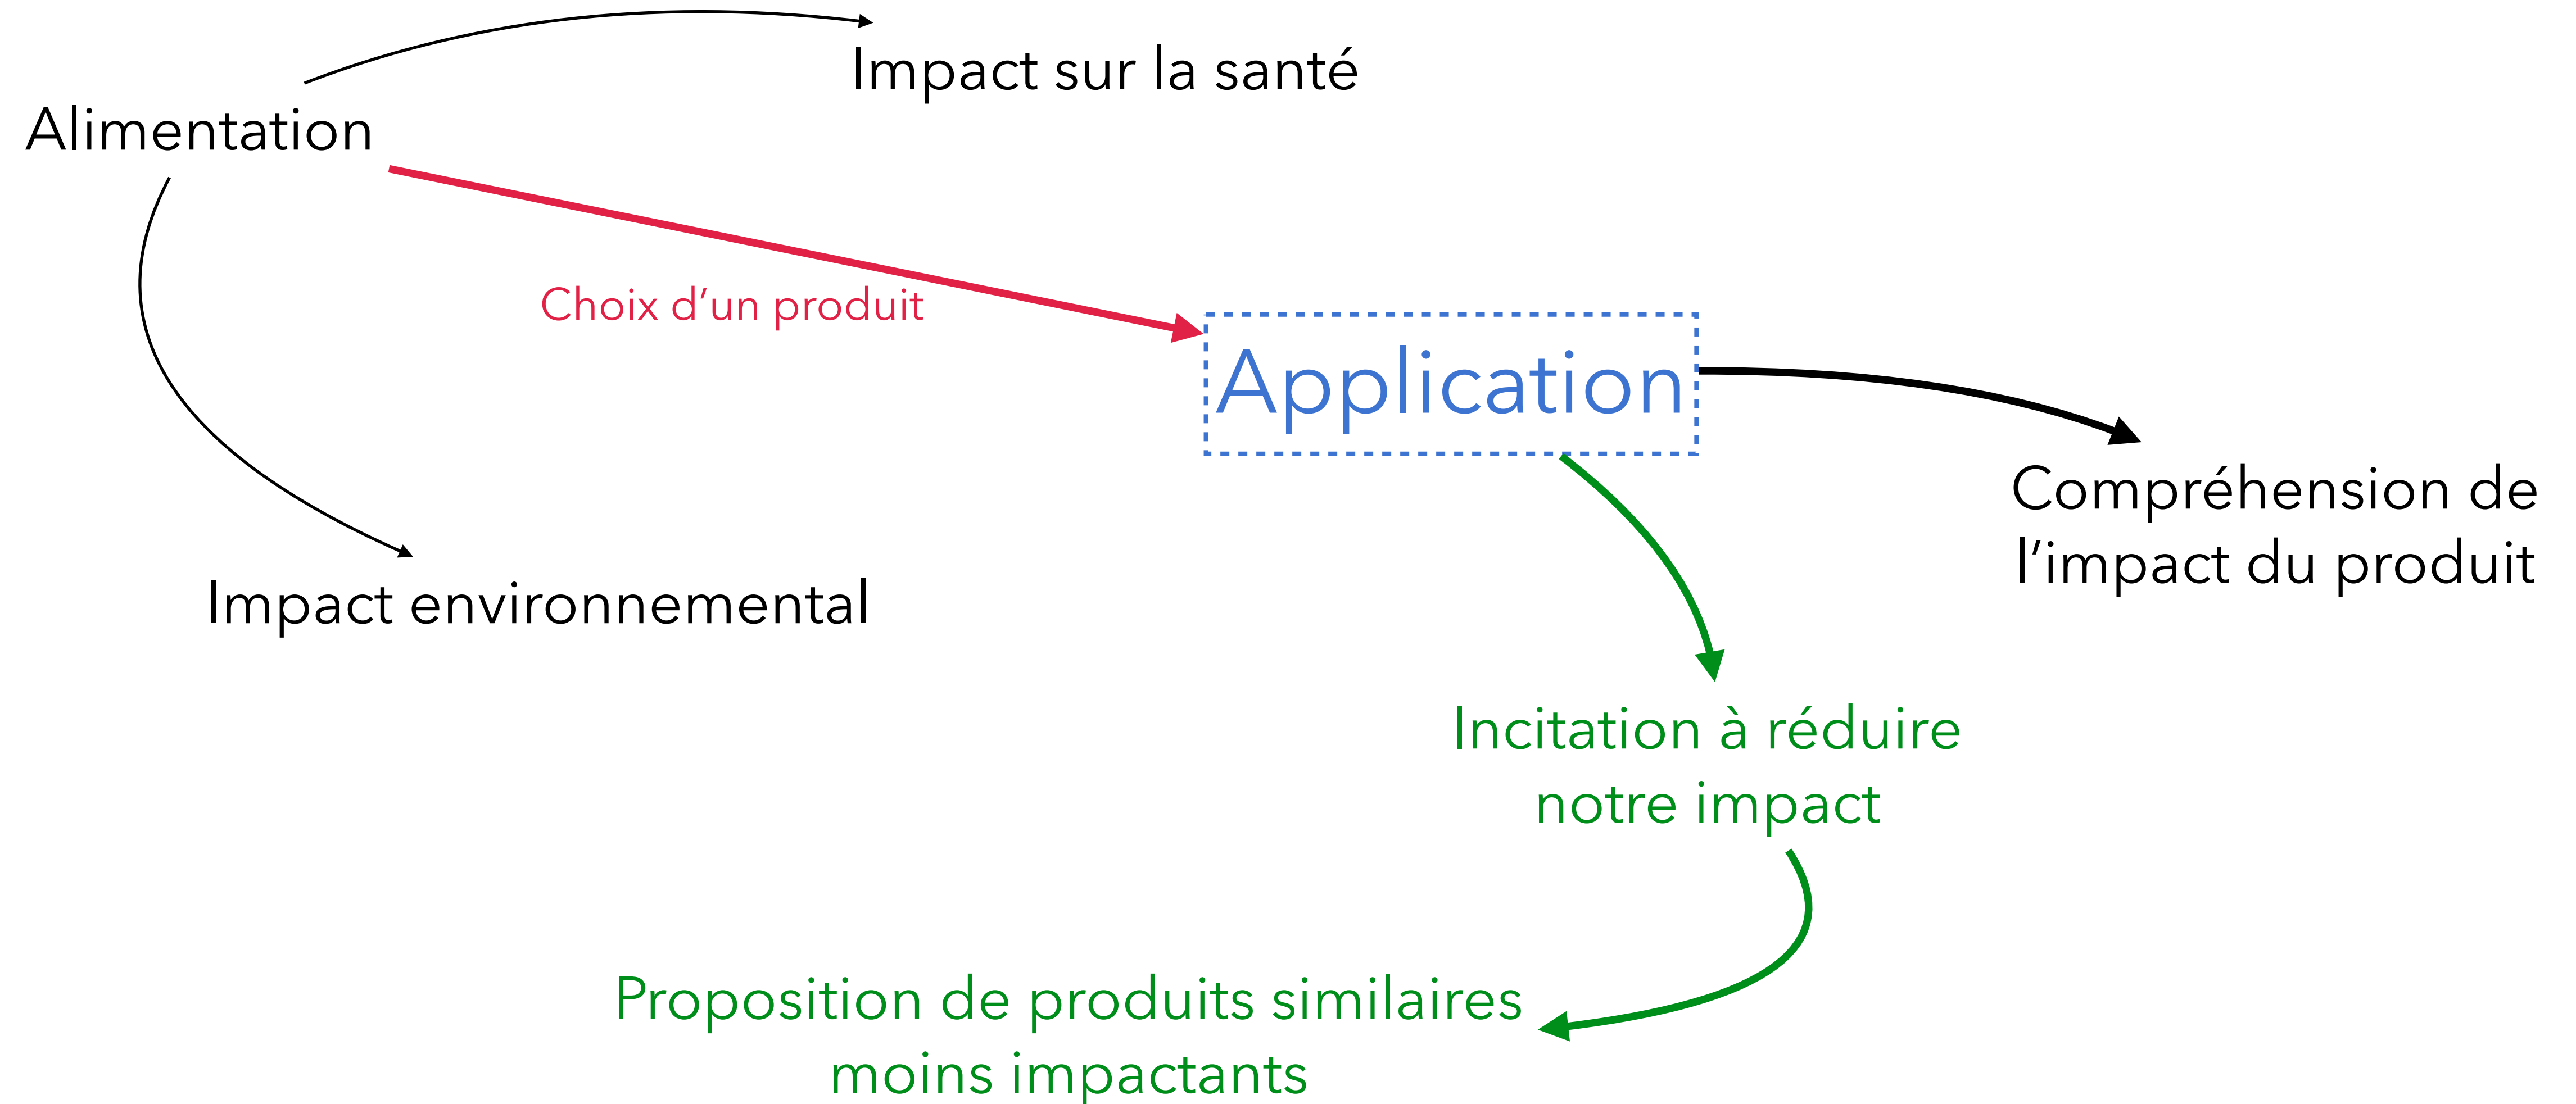 Impact sur la santé
Alimentation
Choix d’un produit
Application
Compréhension de
l’impact du produit
Impact environnemental
Incitation à réduire
notre impact
Proposition de produits similaires
moins impactants